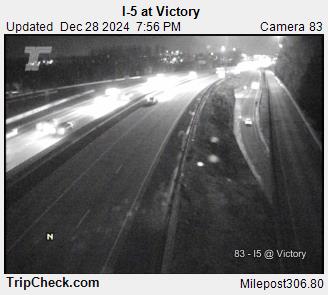 I-5 at Victory
Updated Dec 28 2024 7:56 PM Camera 83
N
83 - I5 @ Victory
TripCheck.com Milepost306.80